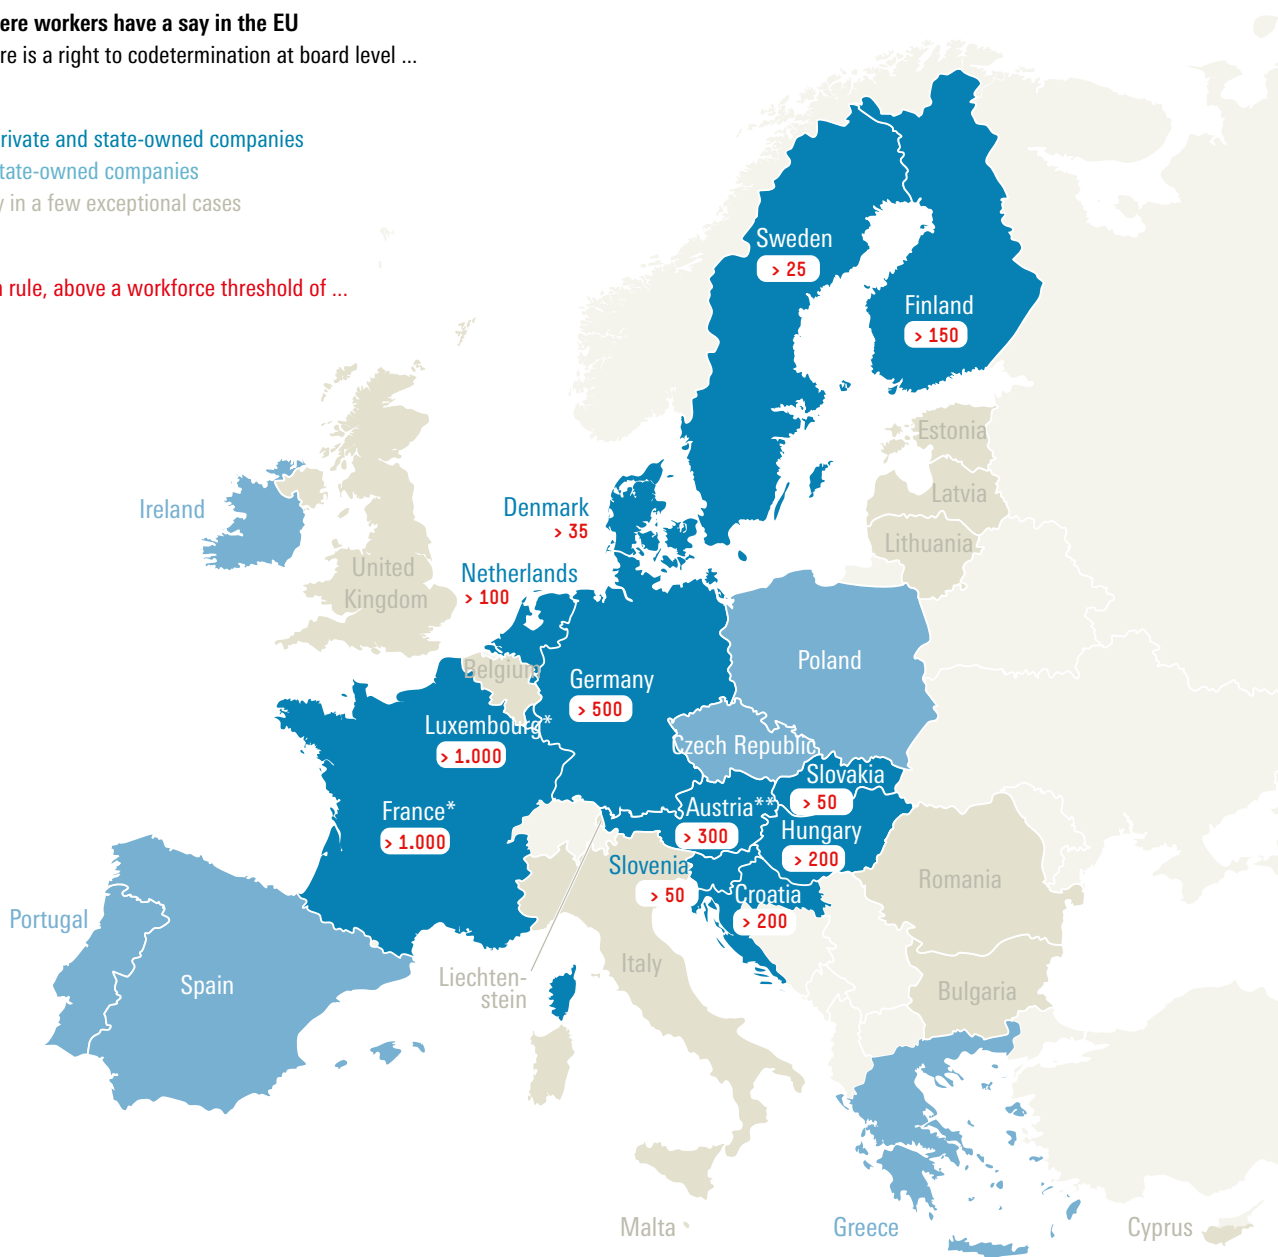 ere workers have a say in the EU
re is a right to codetermination at board level ...
rivate and state-owned companies
tate-owned companies
y in a few exceptional cases
rule, above a workforce threshold of ...
Sweden
> 25
Finland
> 150
Estonia
Latvia
Lithuania
Ireland
Denmark
> 35
United
Kingdom
Netherlands
> 100
Belgium
Germany
> 500
Poland
Luxembourg*
> 1.000
Czech Republic
Slovakia
> 50
France*
> 1.000
Austria**
> 300
Hungary
> 200
Slovenia
> 50
Croatia
> 200
Romania
Portugal
Spain
Liechten-
stein
Italy
Bulgaria
Malta
Greece
Cyprus